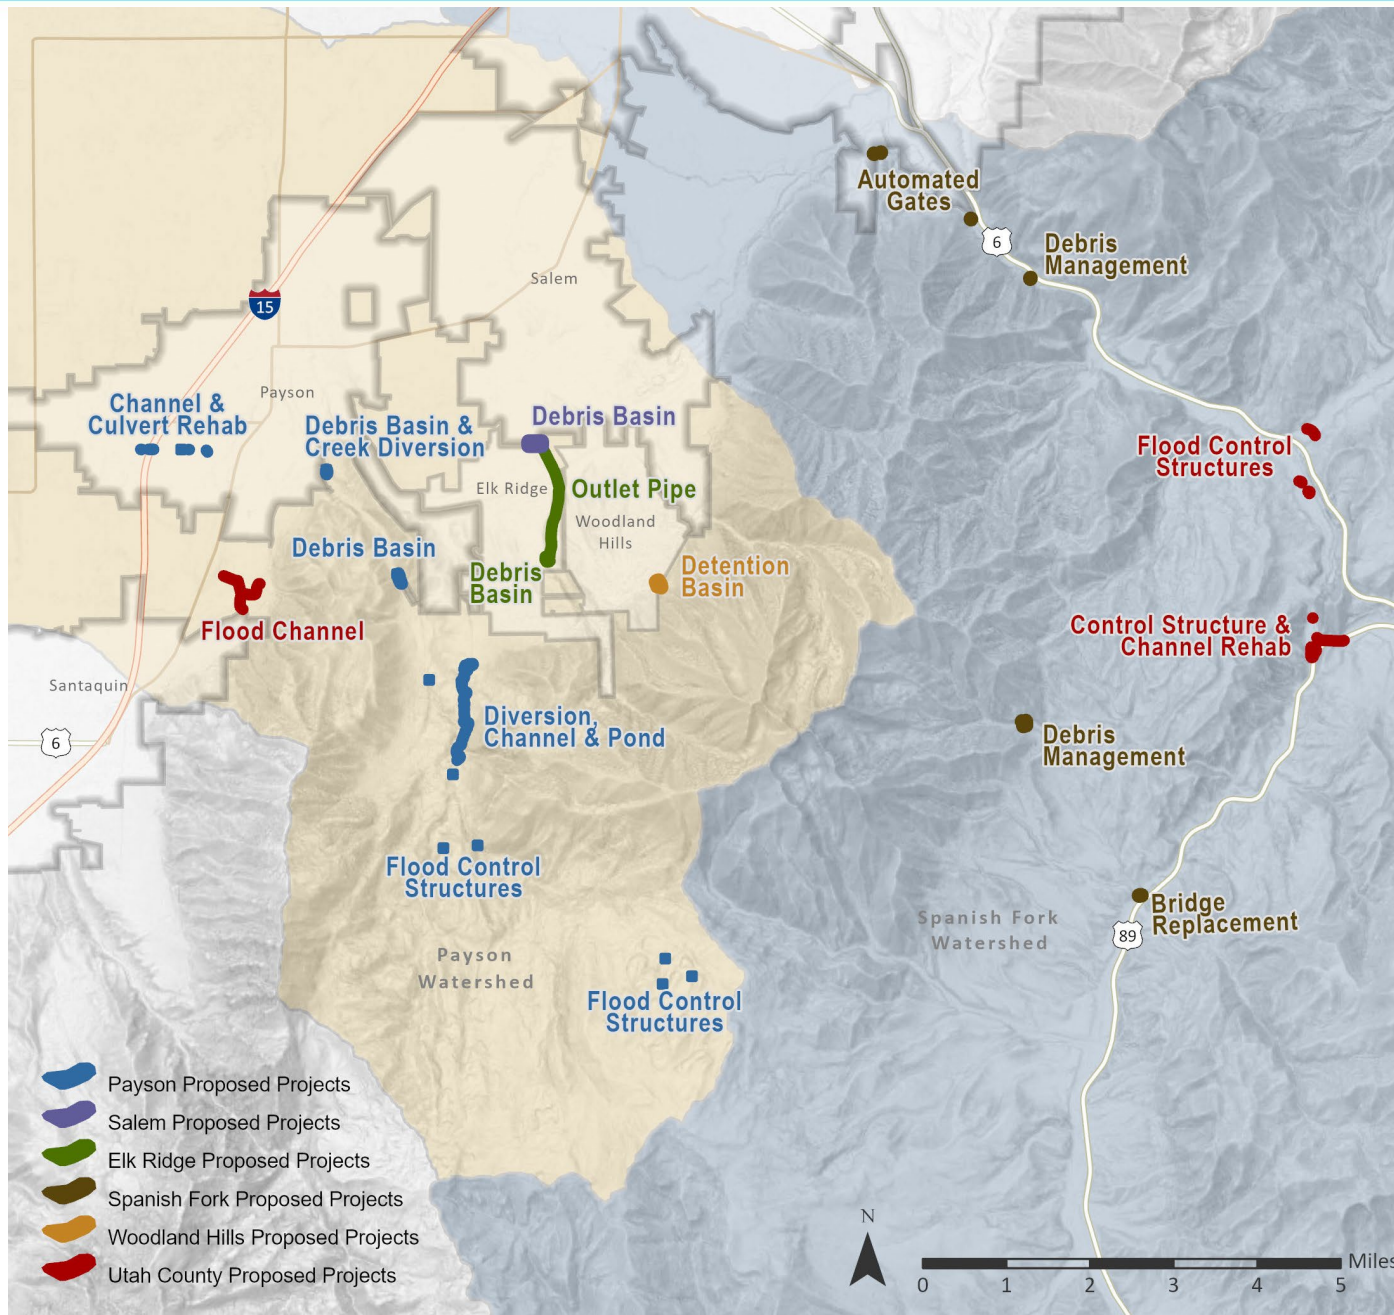 Automated
Gates
6
Debris
Management
Salem
15
Payson
Channel &
Culvert Rehab
Debris Basin &
Creek Diversion
Debris Basin
Flood Control
Structures
Elk Ridge
Outlet Pipe
Woodland
Hills
Debris Basin
Debris
Basin
Detention
Basin
Flood Channel
Control Structure &
Channel Rehab
Santaquin
6
Diversion,
Channel & Pond
Debris
Management
Flood Control
Structures
Bridge
Replacement
89
Spanish Fork
Watershed
Payson
Watershed
Flood Control
Structures
Payson Proposed Projects
Salem Proposed Projects
Elk Ridge Proposed Projects
Spanish Fork Proposed Projects
Woodland Hills Proposed Projects
Utah County Proposed Projects
N
Miles
0 1 2 3 4 5